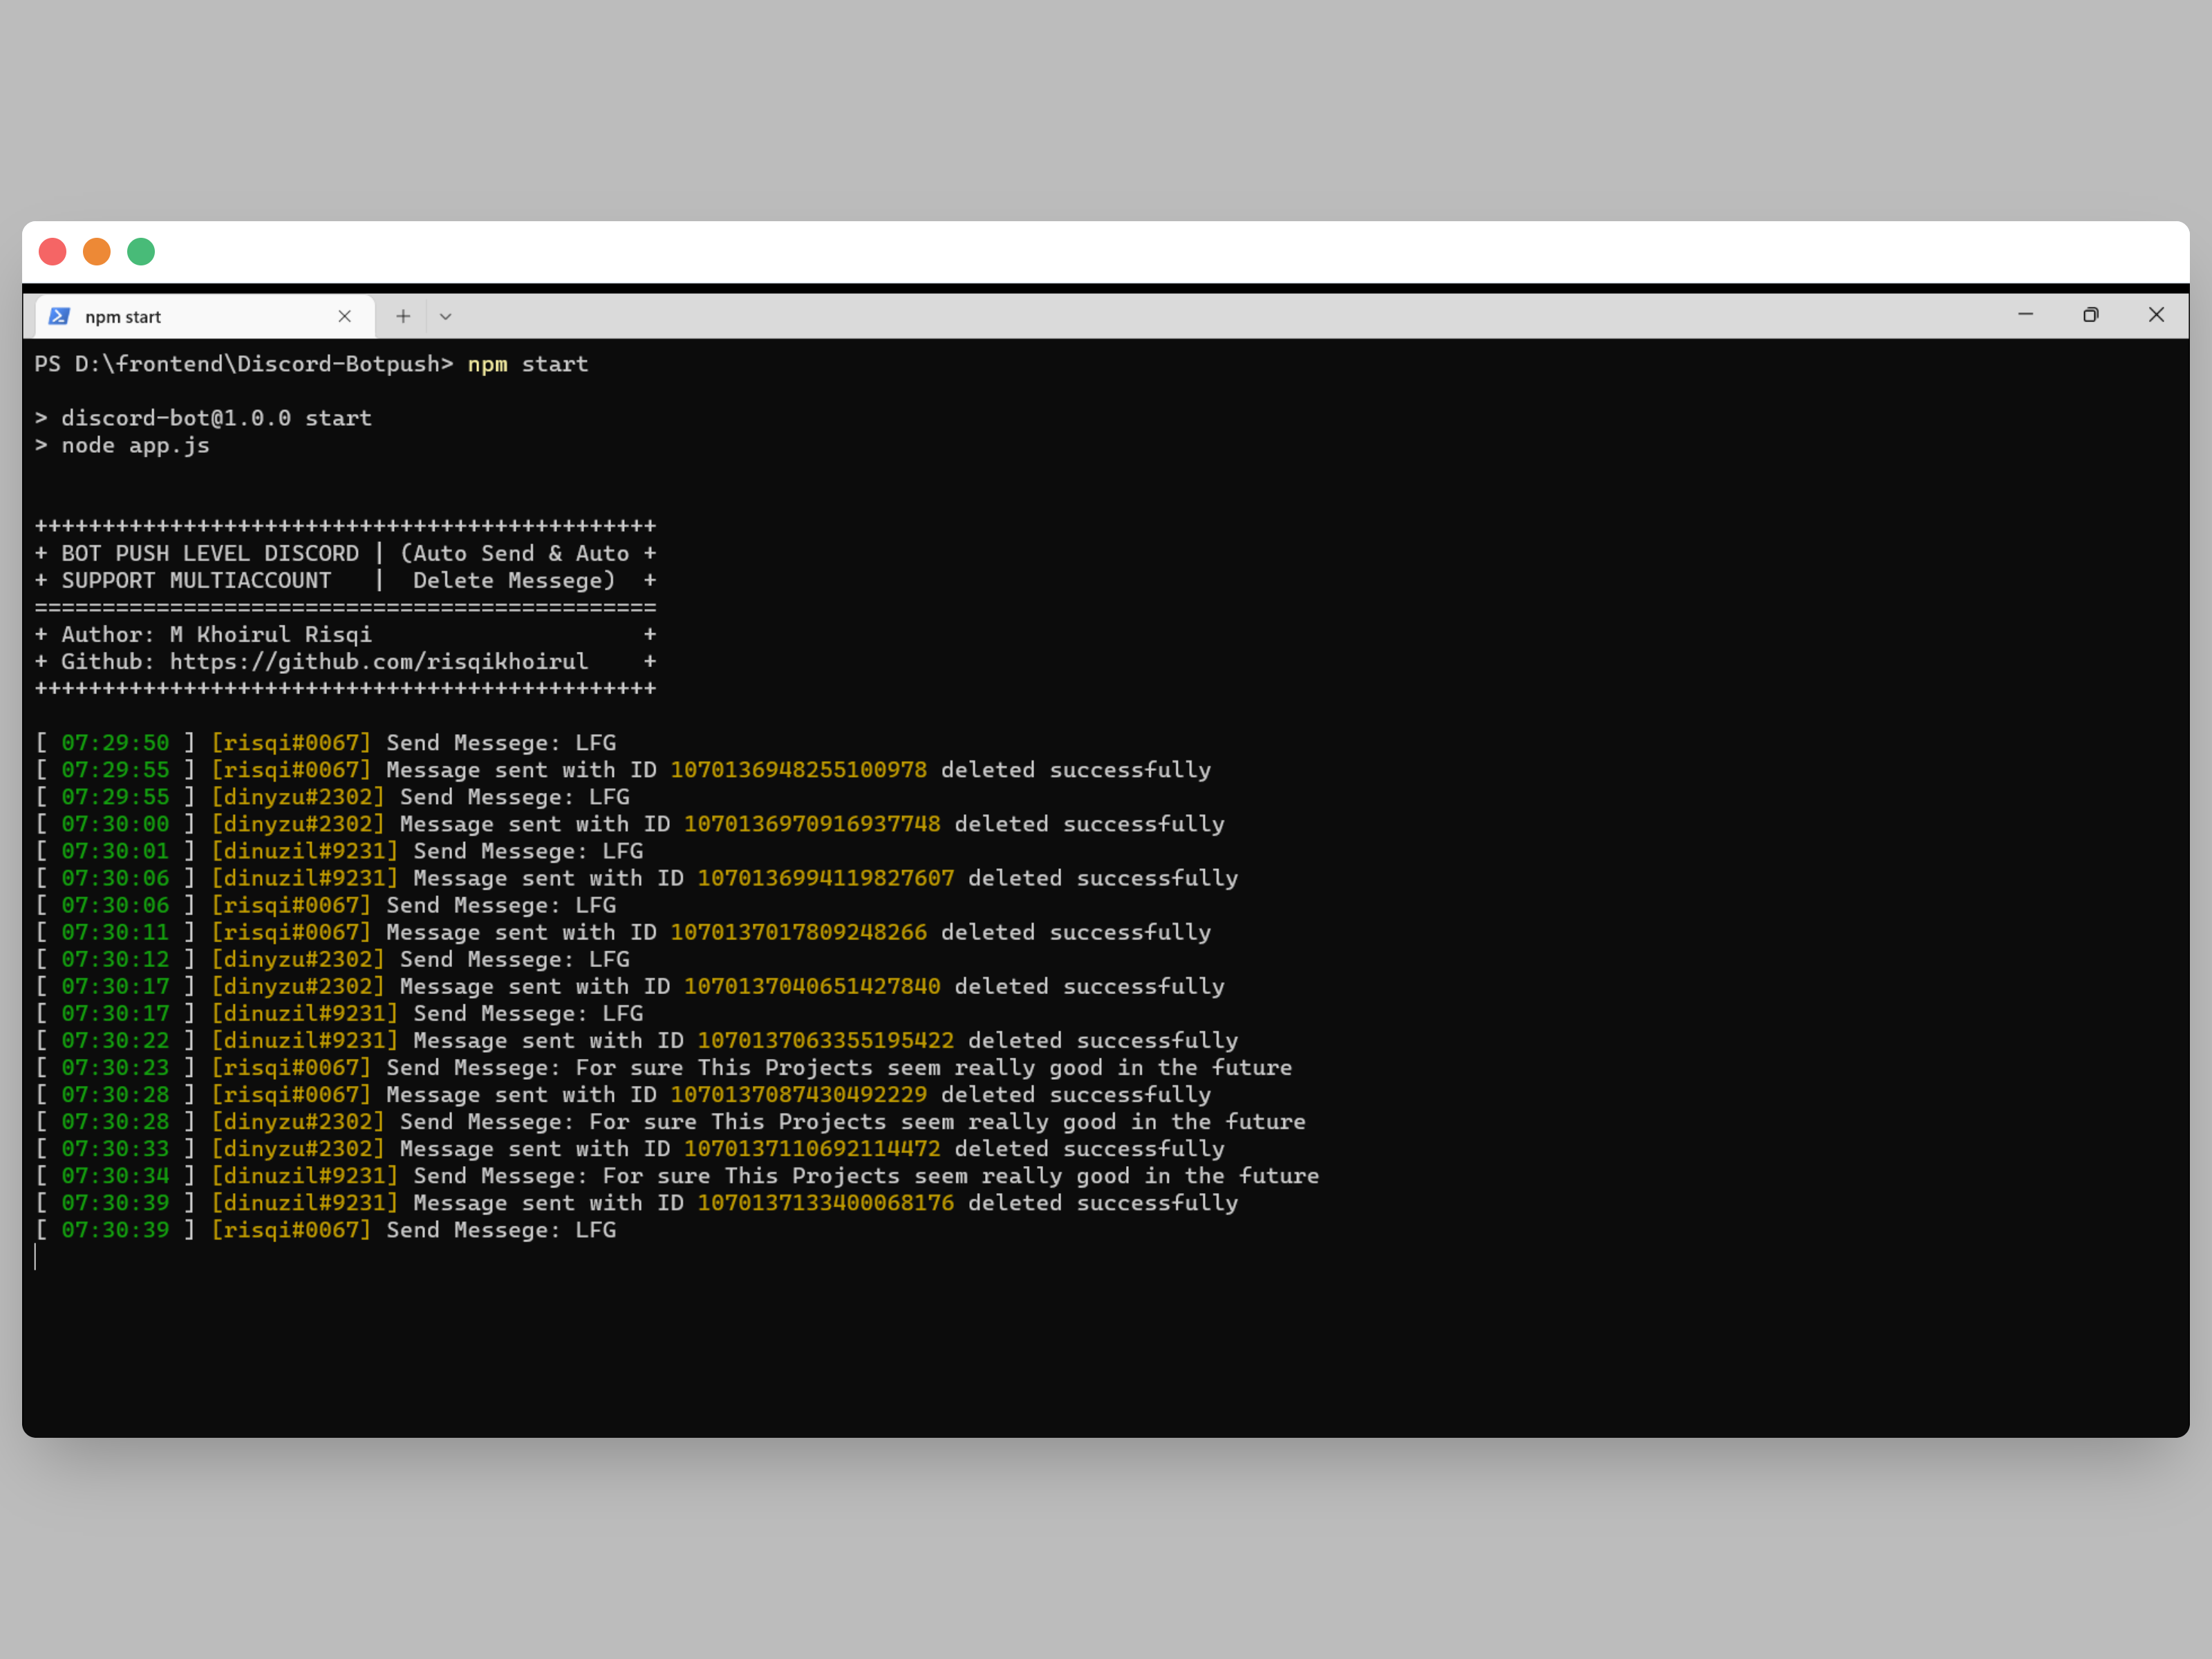 npm start
PS D:\frontend\Discord-Botpush> npm start
> discord-bot@1.0.0 start
> node app.js
++++++++++++++++++++++++++++++++++++++++++++++
+ BOT PUSH LEVEL DISCORD | (Auto Send & Auto +
+ SUPPORT MULTIACCOUNT   |  Delete Messege)  +
==============================================
+ Author: M Khoirul Risqi                    +
+ Github: https://github.com/risqikhoirul    +
++++++++++++++++++++++++++++++++++++++++++++++
[ 07:29:50 ] [risqi#0067] Send Messege: LFG
[ 07:29:55 ] [risqi#0067] Message sent with ID 1070136948255100978 deleted successfully
[ 07:29:55 ] [dinyzu#2302] Send Messege: LFG
[ 07:30:00 ] [dinyzu#2302] Message sent with ID 1070136970916937748 deleted successfully
[ 07:30:01 ] [dinuzil#9231] Send Messege: LFG
[ 07:30:06 ] [dinuzil#9231] Message sent with ID 1070136994119827607 deleted successfully
[ 07:30:06 ] [risqi#0067] Send Messege: LFG
[ 07:30:11 ] [risqi#0067] Message sent with ID 1070137017809248266 deleted successfully
[ 07:30:12 ] [dinyzu#2302] Send Messege: LFG
[ 07:30:17 ] [dinyzu#2302] Message sent with ID 1070137040651427840 deleted successfully
[ 07:30:17 ] [dinuzil#9231] Send Messege: LFG
[ 07:30:22 ] [dinuzil#9231] Message sent with ID 1070137063355195422 deleted successfully
[ 07:30:23 ] [risqi#0067] Send Messege: For sure This Projects seem really good in the future
[ 07:30:28 ] [risqi#0067] Message sent with ID 1070137087430492229 deleted successfully
[ 07:30:28 ] [dinyzu#2302] Send Messege: For sure This Projects seem really good in the future
[ 07:30:33 ] [dinyzu#2302] Message sent with ID 1070137110692114472 deleted successfully
[ 07:30:34 ] [dinuzil#9231] Send Messege: For sure This Projects seem really good in the future
[ 07:30:39 ] [dinuzil#9231] Message sent with ID 1070137133400068176 deleted successfully
[ 07:30:39 ] [risqi#0067] Send Messege: LFG